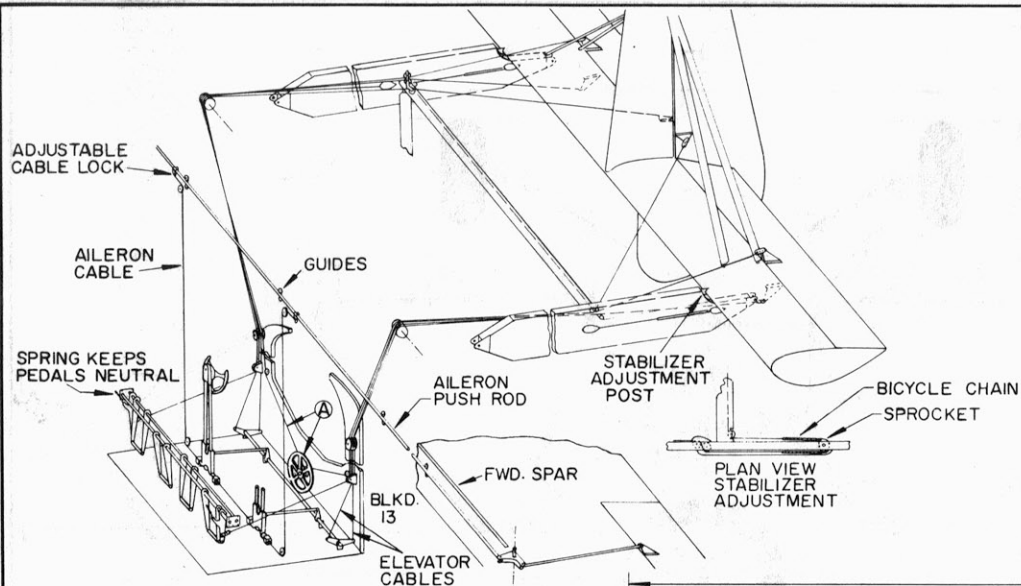 ADJUSTABLE
CABLE LOCK
AILERON
CABLE
GUIDES
SPRING KEEPS
PEDALS NEUTRAL
A
AILERON
PUSH ROD
STABILIZER
ADJUSTMENT
POST
BICYCLE CHAIN
SPROCKET
PLAN VIEW
STABILIZER
ADJUSTMENT
FWD. SPAR
BLKD.
13
ELEVATOR
CABLES